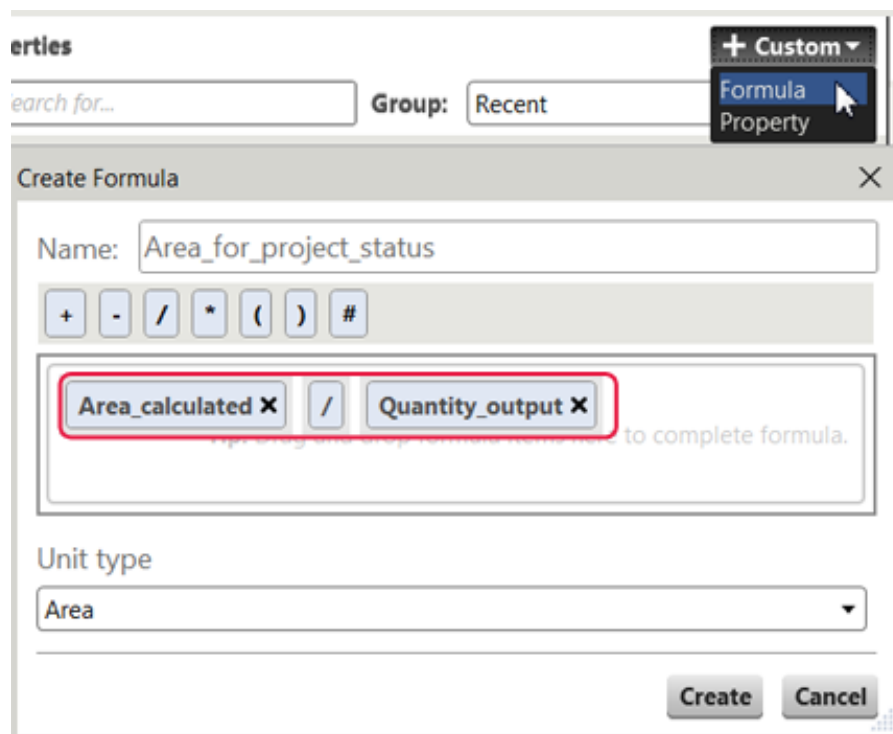 erties
+ Custom
Search for...
Group:
Recent
Formula
Property
Create Formula
Name:
Area_for_project_status
+ - / * ( ) #
Area_calculated × / Quantity_output ×
to complete formula.
Unit type
Area
Create
Cancel